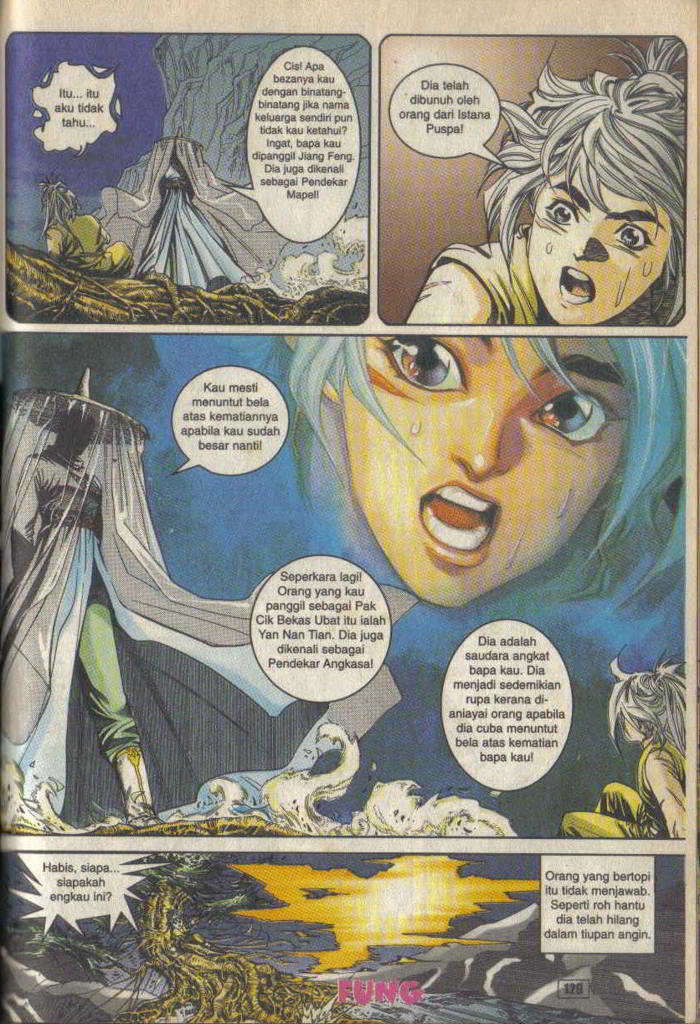 Itu... itu
aku tidak
tahu...
Cis! Apa
bezanya kau
dengan binatang-
binatang jika nama
keluarga sendiri pun
tidak kau ketahui?
Ingat, bapa kau
dipanggil Jiang Feng.
Dia juga dikenali
sebagai Pendekar
Mapel!
Dia telah
dibunuh oleh
orang dari Istana
Puspa!
Kau mesti
menuntut bela
atas kematiannya
apabila kau sudah
besar nanti!
Seperkara lagi!
Orang yang kau
panggil sebagai Pak
Cik Bekas Ubat itu ialah
Yan Nan Tian. Dia juga
dikenali sebagai
Pendekar Angkasa!
Dia adalah
saudara angkat
bapa kau. Dia
menjadi sedemikian
rupa kerana di-
aniayai orang apabila
dia cuba menuntut
bela atas kematian
bapa kau!
Habis, siapa...
siapakah
engkau ini?
Orang yang bertopi
itu tidak menjawab.
Seperti roh hantu
dia telah hilang
dalam tiupan angin.
FUNG
129